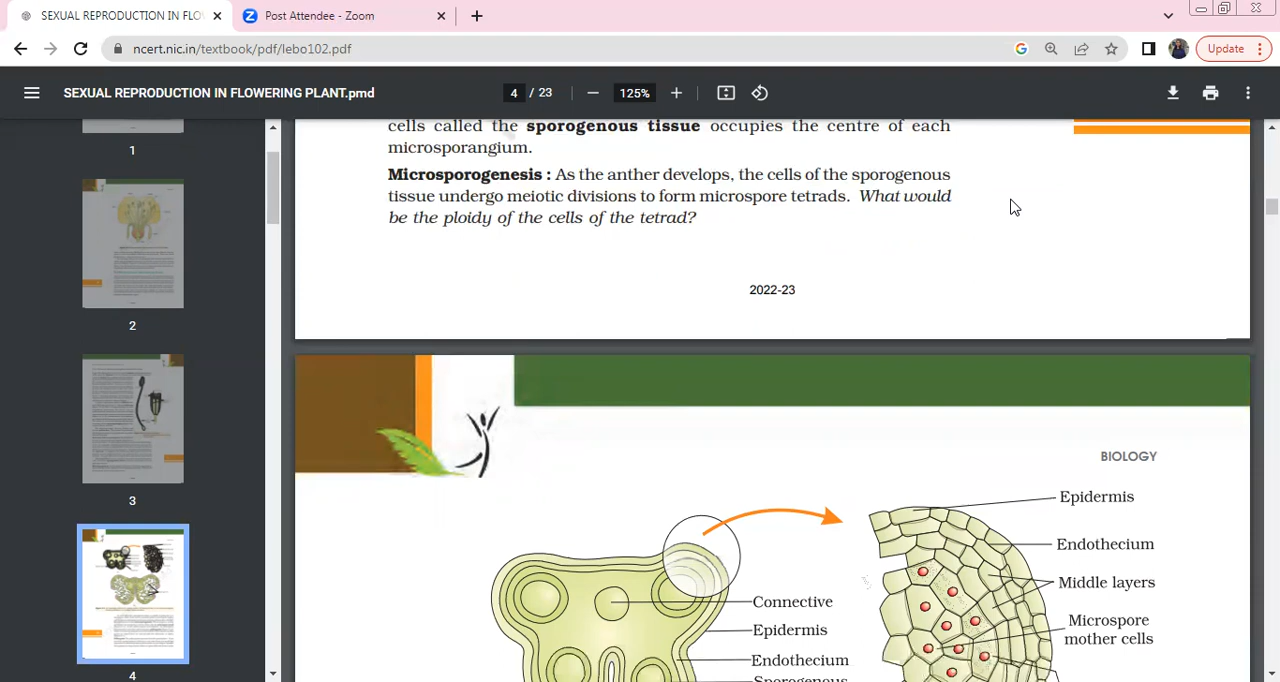 SEXUAL REPRODUCTION IN FLO
Post Attendee - Zoom
ncert.nic.in/textbook/pdf/lebo102.pdf
Update
SEXUAL REPRODUCTION IN FLOWERING PLANT.pmd
4 / 23
125%
cells called the sporogenous tissue occupies the centre of each
microsporangium.
Microsporogenesis : As the anther develops, the cells of the sporogenous
tissue undergo meiotic divisions to form microspore tetrads. What would
be the ploidy of the cells of the tetrad?
2022-23
BIOLOGY
Epidermis
Endothecium
Middle layers
Microspore
mother cells
Connective
Epidermis
Endothecium
Sporogenous
1
2
3
4